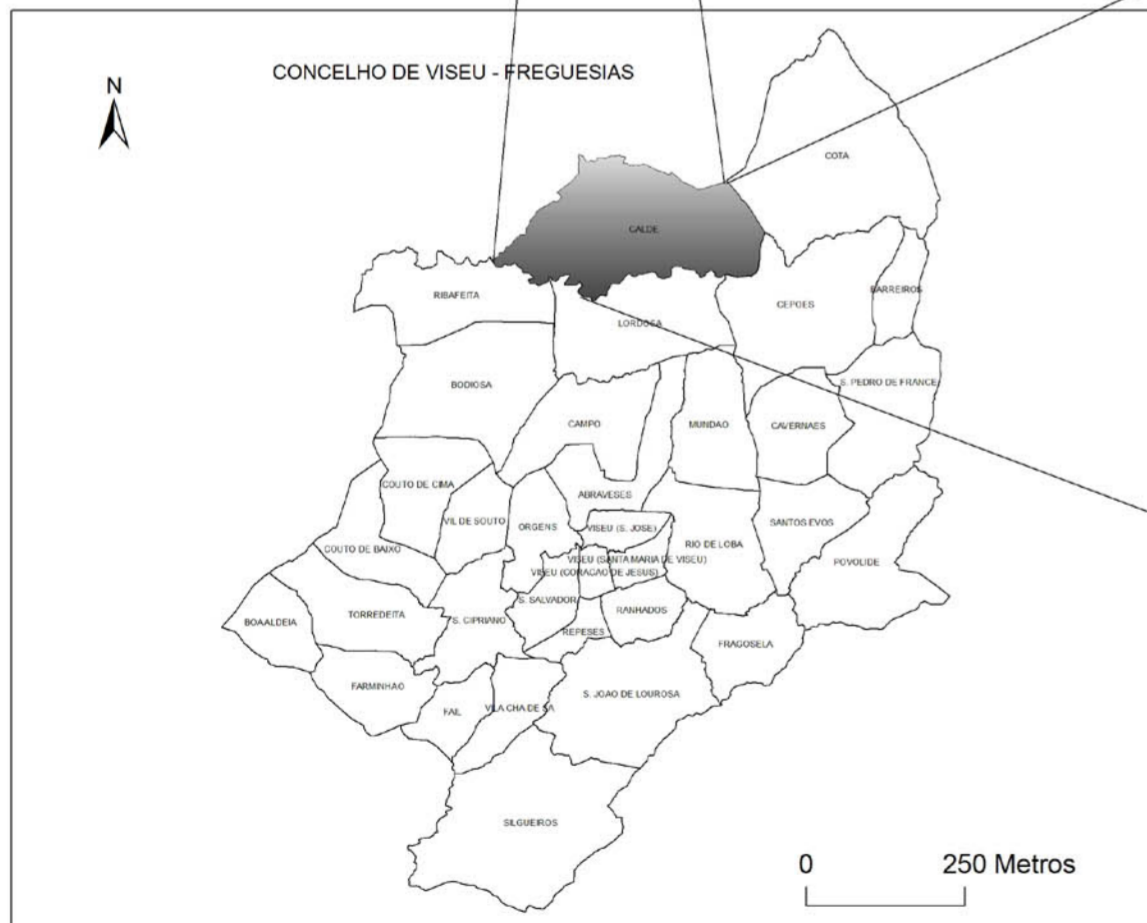 CONCELHO DE VISEU - FREGUESIAS
N
COTA
CALDE
RIBAFEITA
BARREIROS
CEPOES
LORDOSA
BODIOSA
S. PEDRO DE FRANCE
CAMPO
MUNDAO
CAVERNAES
COUTO DE CIMA
ABRAVESES
VIL DE SOUTO
ORGENS
VISEU (S. JOSE)
SANTOS EVOS
RIO DE LOBA
COUTO DE BAIXO
VISEU (SANTA MARIA DE VISEU)
POVOLIDE
VISEU (CORACAO DE JESUS)
S. SALVADOR
RANHADOS
TORREDEITA
BOAALDEIA
S. CIPRIANO
REPESES
FRAGOSELA
FARMINHAO
S. JOAO DE LOUROSA
FAIL
VILA CHA DE SA
SILGUEIROS
0 250 Metros